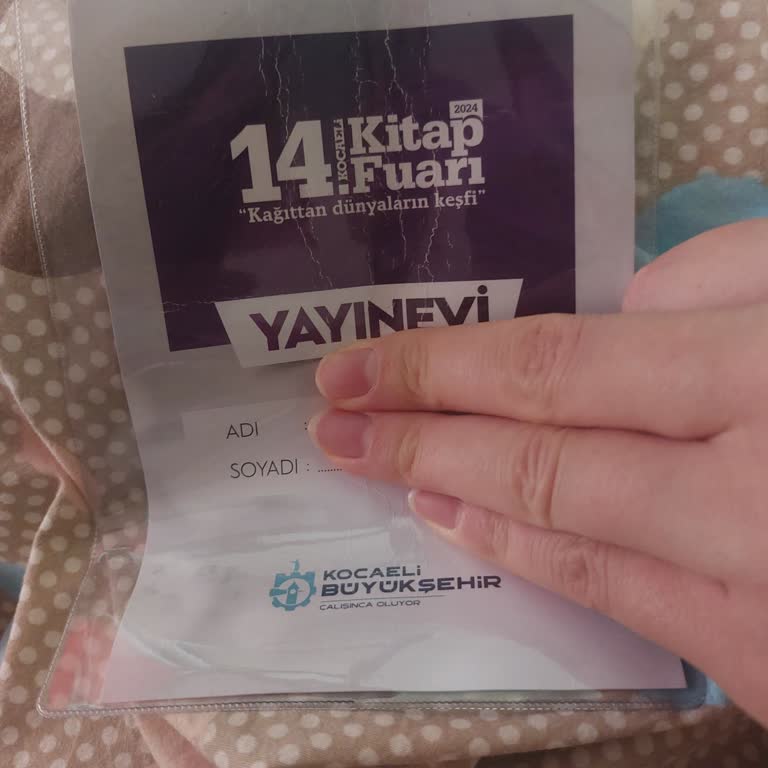 14. KOCAELİ Kitap 2024
Fuarı
“Kağıttan dünyaların keşfi”
YAYINEVİ
ADI :
SOYADI : ........
KOCAELİ
BÜYÜKŞEHİR
ÇALIŞINCA OLUYOR